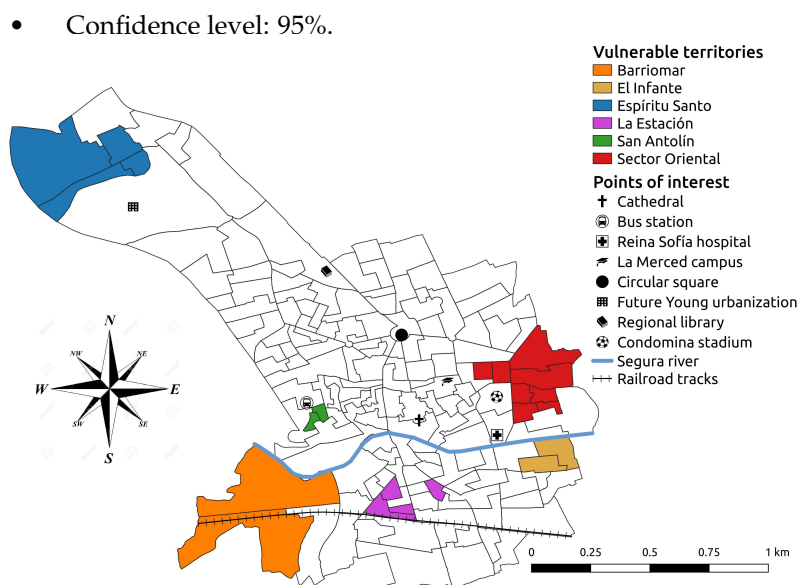 • Confidence level: 95%.
Vulnerable territories
Barriomar
El Infante
Espíritu Santo
La Estación
San Antolín
Sector Oriental
Points of interest
Cathedral
Bus station
Reina Sofía hospital
La Merced campus
Circular square
Future Young urbanization
Regional library
Condomina stadium
Segura river
Railroad tracks
N
NW NE
W E
SW SE
S
0 0.25 0.5 0.75 1 km